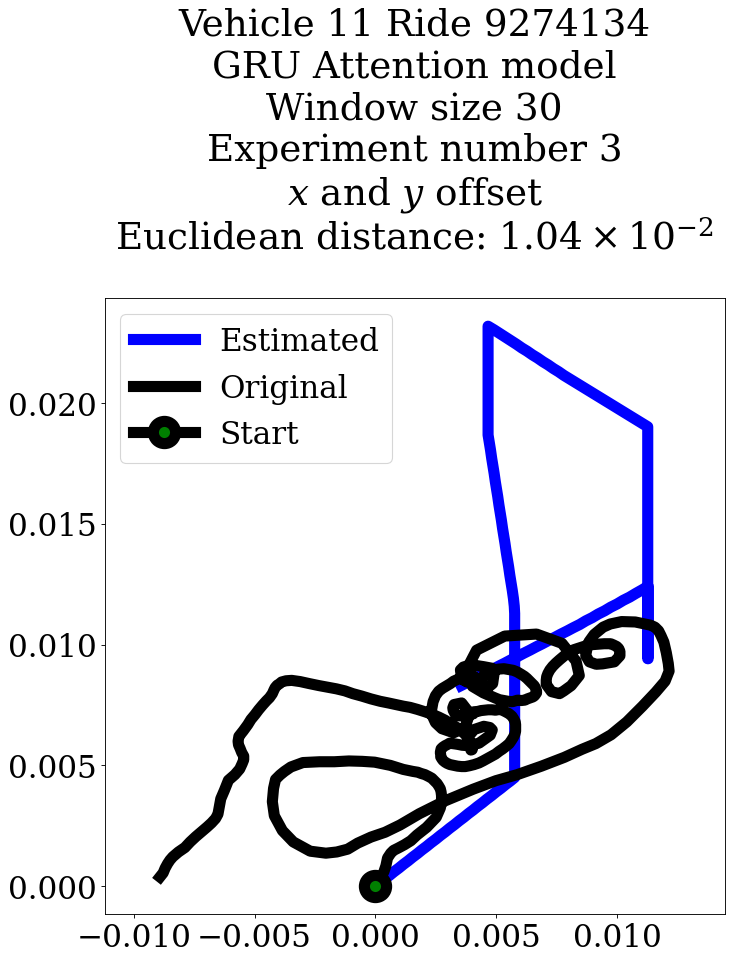 Vehicle 11 Ride 9274134
GRU Attention model
Window size 30
Experiment number 3
x and y offset
Euclidean distance: 1.04 × 10⁻²
Estimated
Original
Start
0.020
0.015
0.010
0.005
0.000
−0.010 −0.005 0.000 0.005 0.010